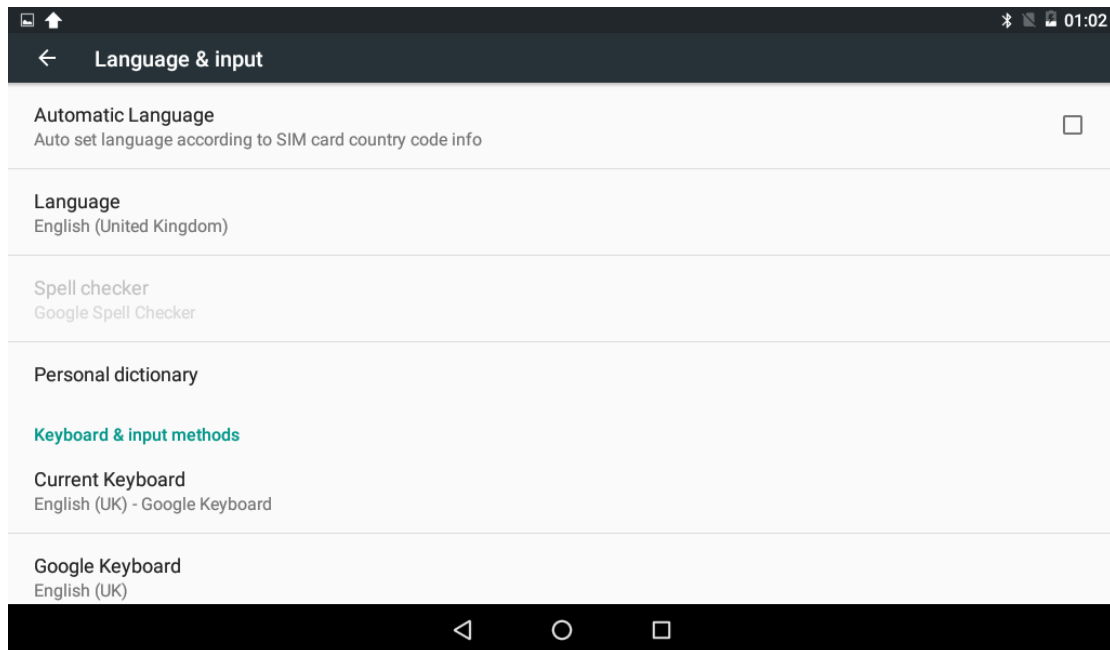 01:02
Language & input
Automatic Language
Auto set language according to SIM card country code info
Language
English (United Kingdom)
Spell checker
Google Spell Checker
Personal dictionary
Keyboard & input methods
Current Keyboard
English (UK) - Google Keyboard
Google Keyboard
English (UK)